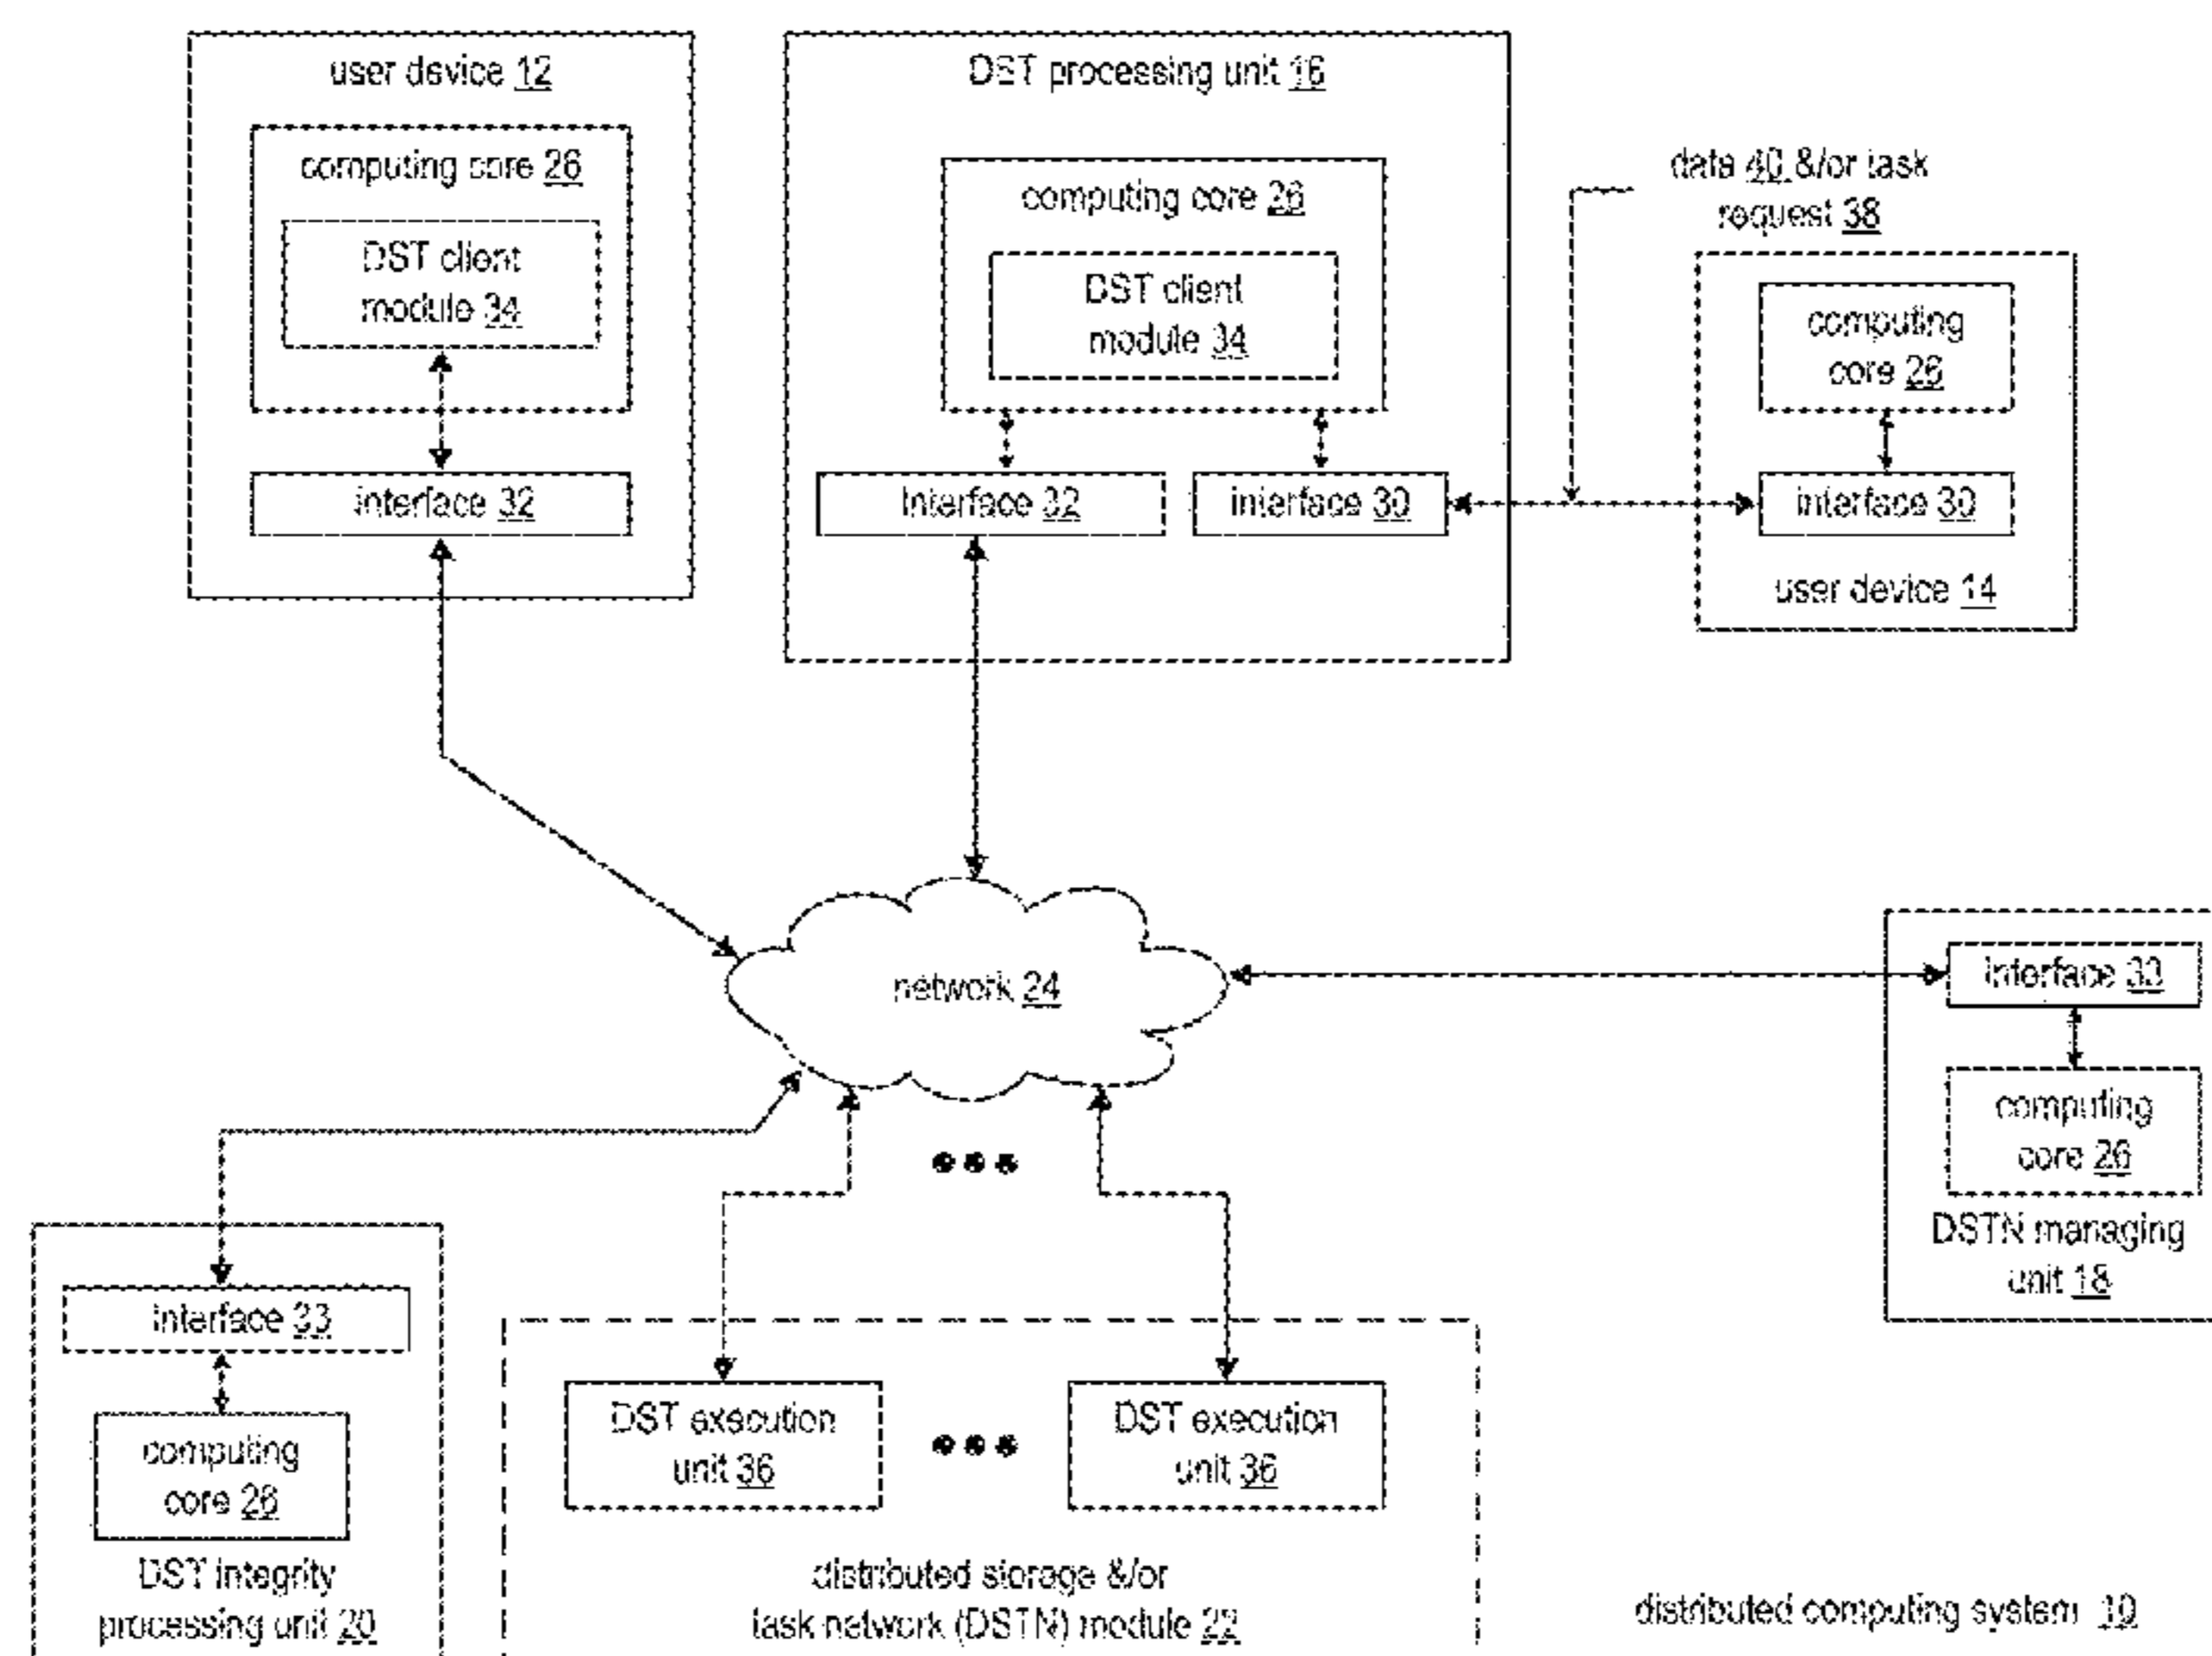 user device 12
computing core 26
DST client
module 34
interface 32
DST processing unit 16
computing core 26
DST client
module 34
interface 32
interface 30
data 40 &/or task
request 38
computing
core 26
interface 30
user device 14
network 24
interface 33
computing
core 26
DSTN managing
unit 18
interface 33
computing
core 26
DST integrity
processing unit 20
DST execution
unit 36
DST execution
unit 36
distributed storage &/or
task network (DSTN) module 22
distributed computing system 10